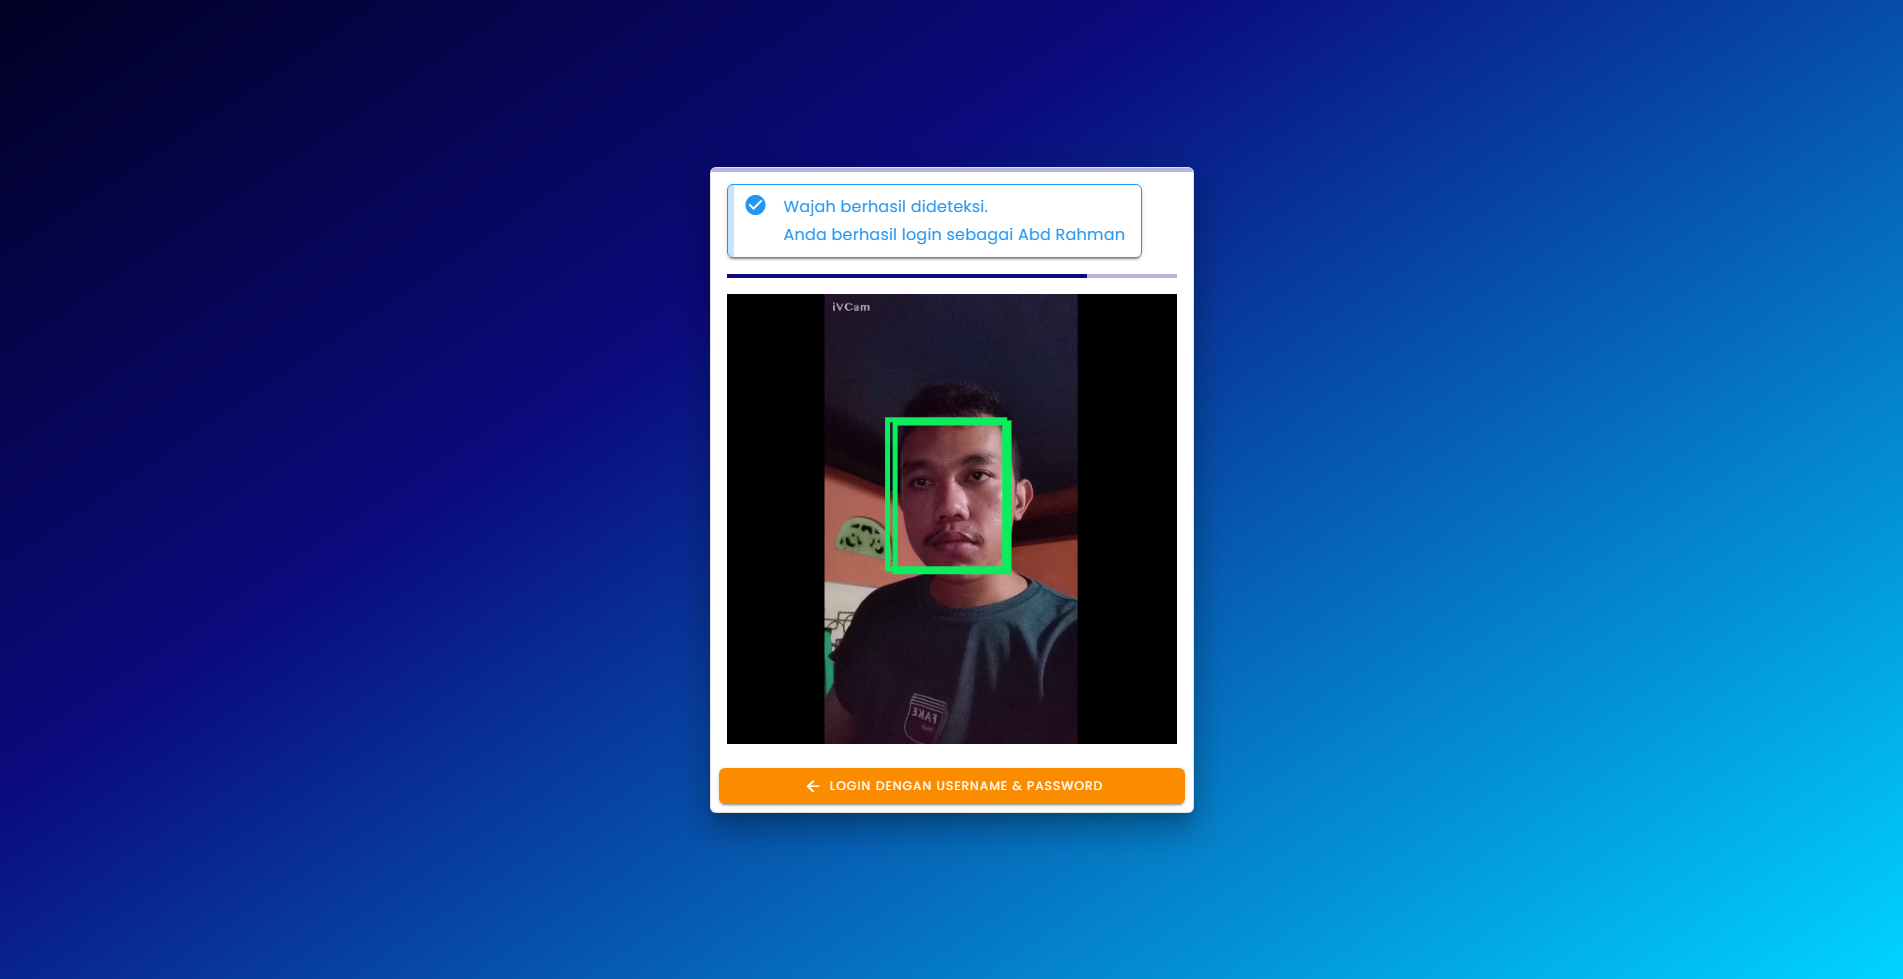 Wajah berhasil dideteksi.
Anda berhasil login sebagai Abd Rahman
iVCam
FAKE
LOGIN DENGAN USERNAME & PASSWORD